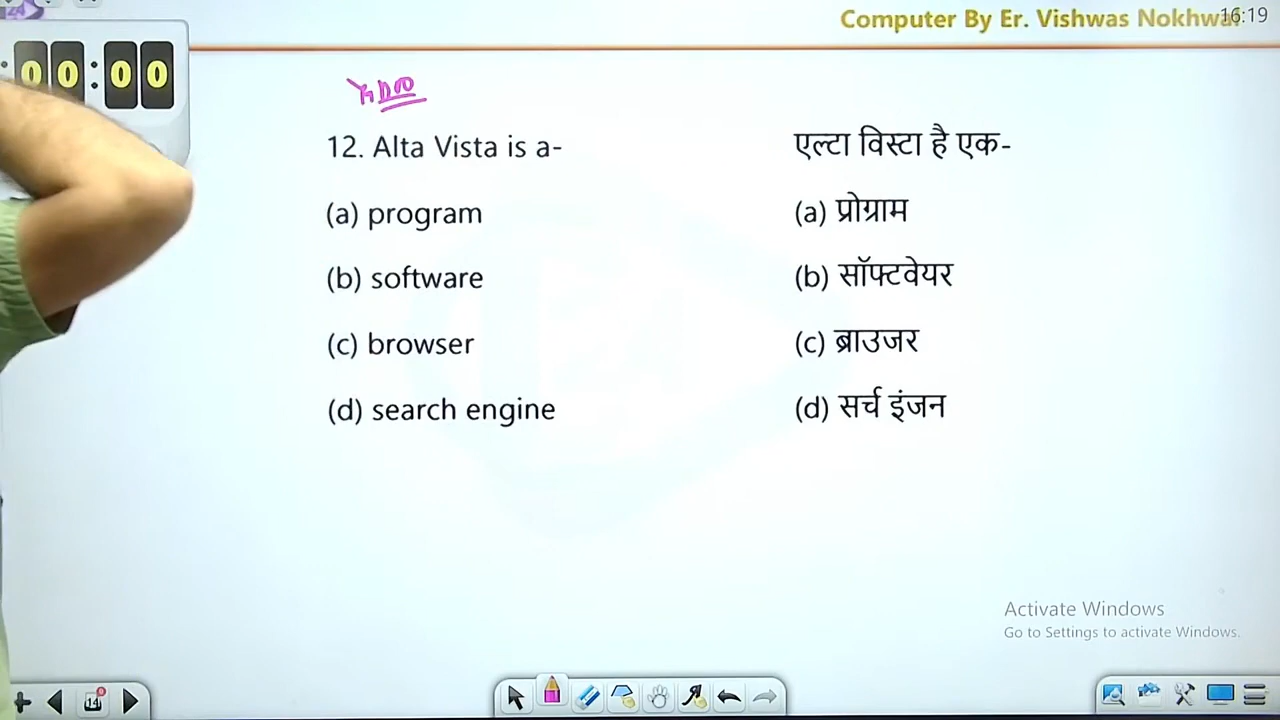 24
Computer By Er. Vishwas Nokhwal
16:19
:00:00
12. Alta Vista is a-
(a) program
(b) software
(c) browser
(d) search engine
एल्टा विस्टा है एक-
(a) प्रोग्राम
(b) सॉफ्टवेयर
(c) ब्राउजर
(d) सर्च इंजन
Activate Windows
Go to Settings to activate Windows.
14